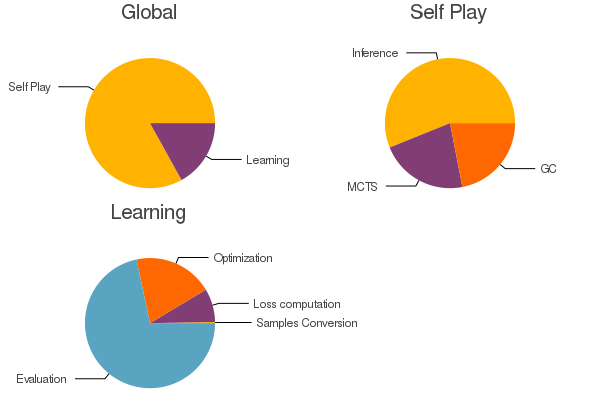 Global
Self Play
Learning
Self Play
Inference
GC
MCTS
Learning
Optimization
Loss computation
Samples Conversion
Evaluation